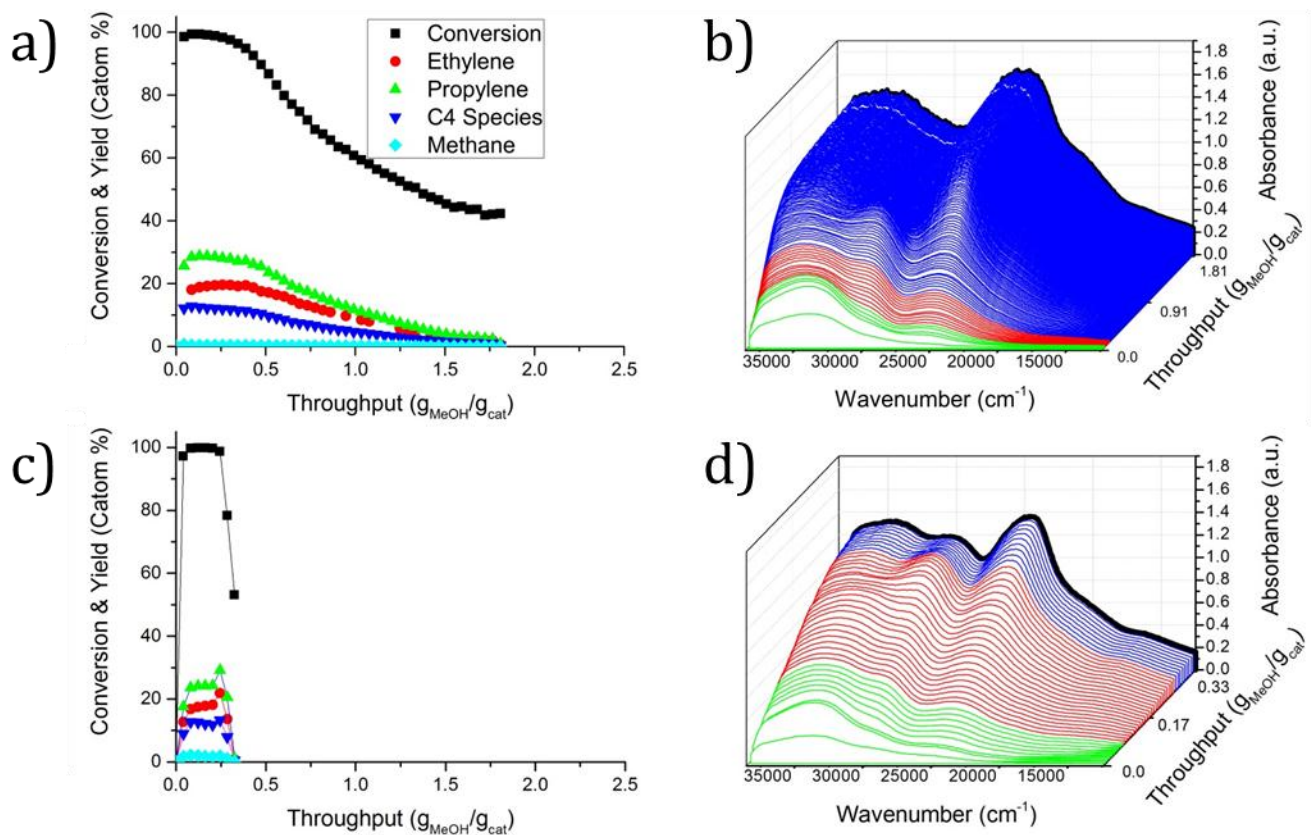 a)
Conversion & Yield (Catom %)
100
80
60
40
20
0
Conversion
Ethylene
Propylene
C4 Species
Methane
0.0 0.5 1.0 1.5 2.0 2.5
Throughput (gMeOH/gcat)
b)
1.8
1.6
1.4
1.2
1.0
0.8
0.6
0.4
0.2
0.0
Absorbance (a.u.)
1.81
0.91
0.0
Throughput (gMeOH/gcat)
35000 30000 25000 20000 15000
Wavenumber (cm-1)
c)
Conversion & Yield (Catom %)
100
80
60
40
20
0
0.0 0.5 1.0 1.5 2.0 2.5
Throughput (gMeOH/gcat)
d)
1.8
1.6
1.4
1.2
1.0
0.8
0.6
0.4
0.2
0.0
Absorbance (a.u.)
0.33
0.17
0.0
Throughput (gMeOH/gcat)
35000 30000 25000 20000 15000
Wavenumber (cm-1)